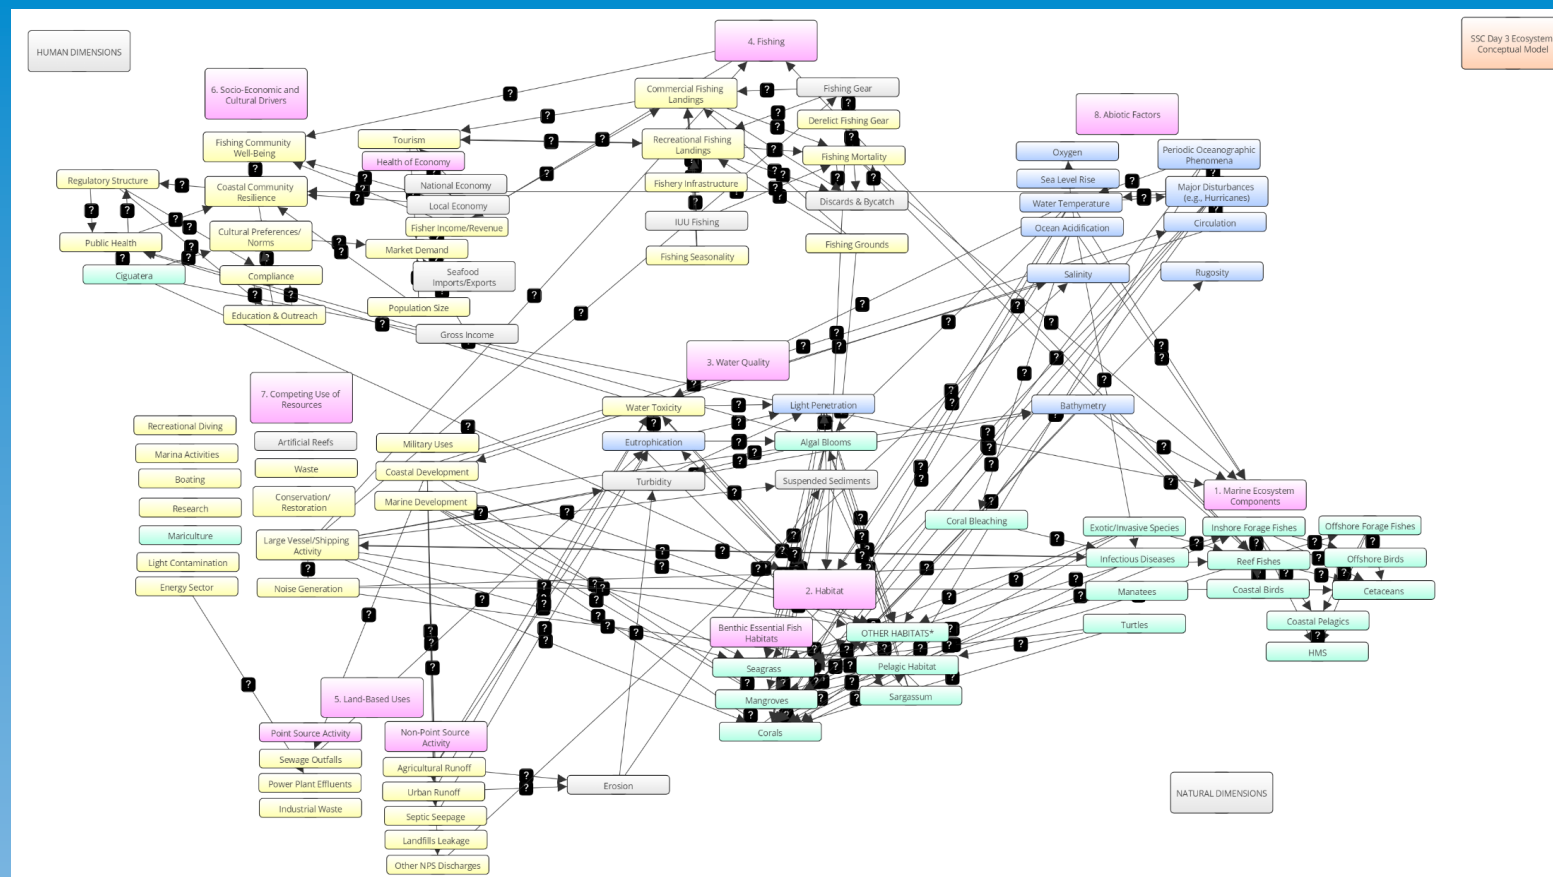 HUMAN DIMENSIONS
4. Fishing
SSC Day 3 Ecosystem
Conceptual Model
6. Socio-Economic and
Cultural Drivers
Commercial Fishing
Landings
Fishing Gear
Derelict Fishing Gear
8. Abiotic Factors
Fishing Community
Well-Being
Tourism
Health of Economy
Recreational Fishing
Landings
Fishing Mortality
Oxygen
Periodic Oceanographic
Phenomena
Regulatory Structure
Coastal Community
Resilience
National Economy
Local Economy
Fishery Infrastructure
Discards & Bycatch
Sea Level Rise
Water Temperature
Major Disturbances
(e.g., Hurricanes)
Public Health
Cultural Preferences/
Norms
Fisher Income/Revenue
Market Demand
IUU Fishing
Fishing Seasonality
Fishing Grounds
Ocean Acidification
Circulation
Ciguatera
Compliance
Seafood
Imports/Exports
Salinity
Rugosity
Education & Outreach
Population Size
Gross Income
3. Water Quality
7. Competing Use of
Resources
Water Toxicity
Light Penetration
Bathymetry
Recreational Diving
Artificial Reefs
Military Uses
Eutrophication
Algal Blooms
Marina Activities
Waste
Coastal Development
Turbidity
Suspended Sediments
Boating
Conservation/
Restoration
Marine Development
1. Marine Ecosystem
Components
Research
Coral Bleaching
Exotic/Invasive Species
Inshore Forage Fishes
Offshore Forage Fishes
Mariculture
Large Vessel/Shipping
Activity
Infectious Diseases
Reef Fishes
Offshore Birds
Light Contamination
Energy Sector
Noise Generation
2. Habitat
Manatees
Coastal Birds
Cetaceans
Benthic Essential Fish
Habitats
OTHER HABITATS*
Turtles
Coastal Pelagics
HMS
Seagrass
Pelagic Habitat
Mangroves
Sargassum
Corals
5. Land-Based Uses
Point Source Activity
Non-Point Source
Activity
Sewage Outfalls
Agricultural Runoff
Power Plant Effluents
Urban Runoff
Erosion
Industrial Waste
Septic Seepage
Landfills Leakage
Other NPS Discharges
NATURAL DIMENSIONS